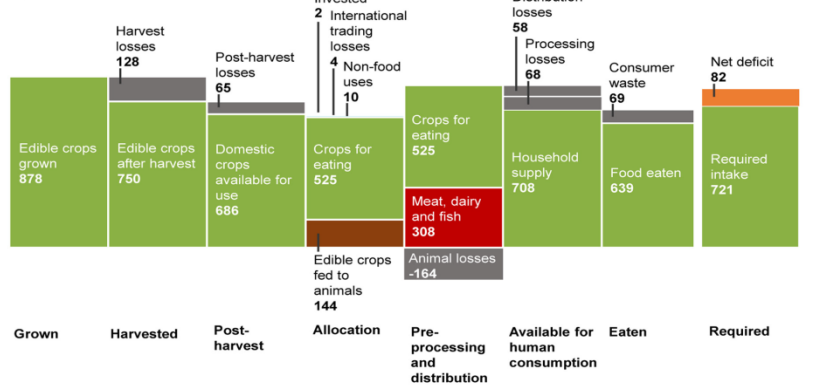 Invested
2
International
trading
losses
4
Non-food
uses
10
Distribution
losses
58
Processing
losses
68
Harvest
losses
128
Post-harvest
losses
65
Consumer
waste
69
Net deficit
82
Edible crops
grown
878
Edible crops
after harvest
750
Domestic
crops
available for
use
686
Crops for
eating
525
Edible crops
fed to
animals
144
Crops for
eating
525
Meat, dairy
and fish
308
Animal losses
-164
Household
supply
708
Food eaten
639
Required
intake
721
Grown
Harvested
Post-
harvest
Allocation
Pre-
processing
and
distribution
Available for
human
consumption
Eaten
Required